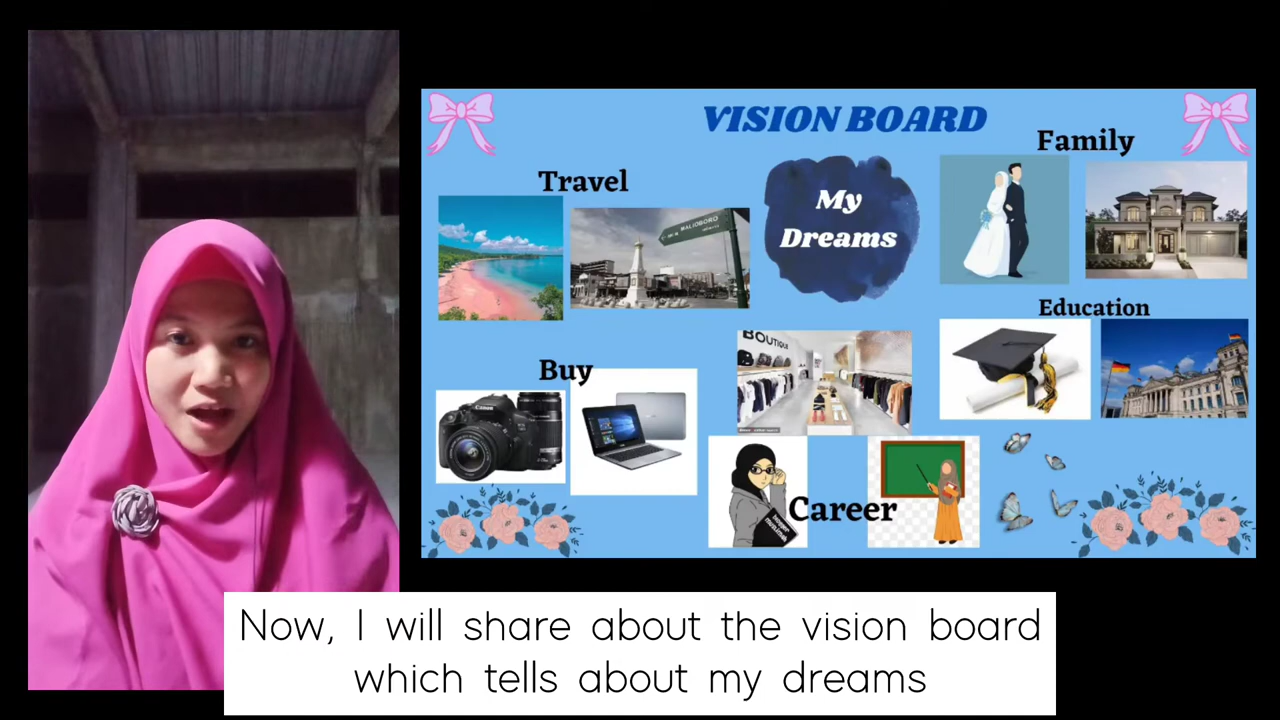 VISION BOARD
Family
Travel
MALIOBORO
My
Dreams
Education
BOUTIQUE
Buy
Canon
Career
Now, I will share about the vision board
which tells about my dreams